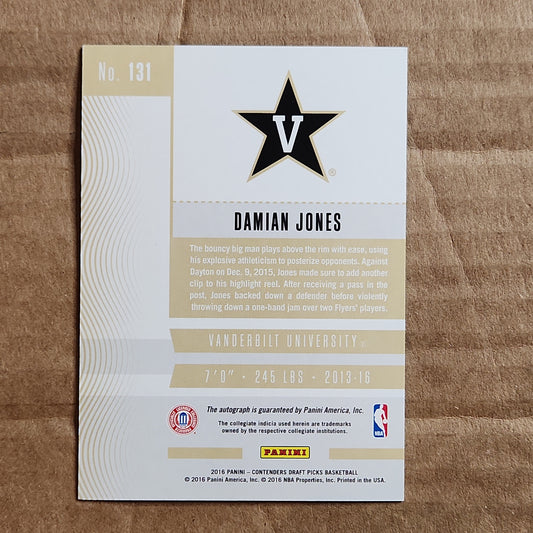 No. 131
V
®
DAMIAN JONES
The bouncy big man plays above the rim with ease, using
his explosive athleticism to posterize opponents. Against
Dayton on Dec. 9, 2015, Jones made sure to add another
clip to his highlight reel. After receiving a pass in the
post, Jones backed down a defender before violently
throwing down a one-hand jam over two Flyers' players.
VANDERBILT UNIVERSITY
7'0" • 245 LBS • 2013-16
The autograph is guaranteed by Panini America, Inc.
The collegiate indicia used herein are trademarks
owned by the respective collegiate institutions.
NBA
PANINI
2016 PANINI – CONTENDERS DRAFT PICKS BASKETBALL
© 2016 Panini America, Inc. © 2016 NBA Properties, Inc. Printed in the USA.